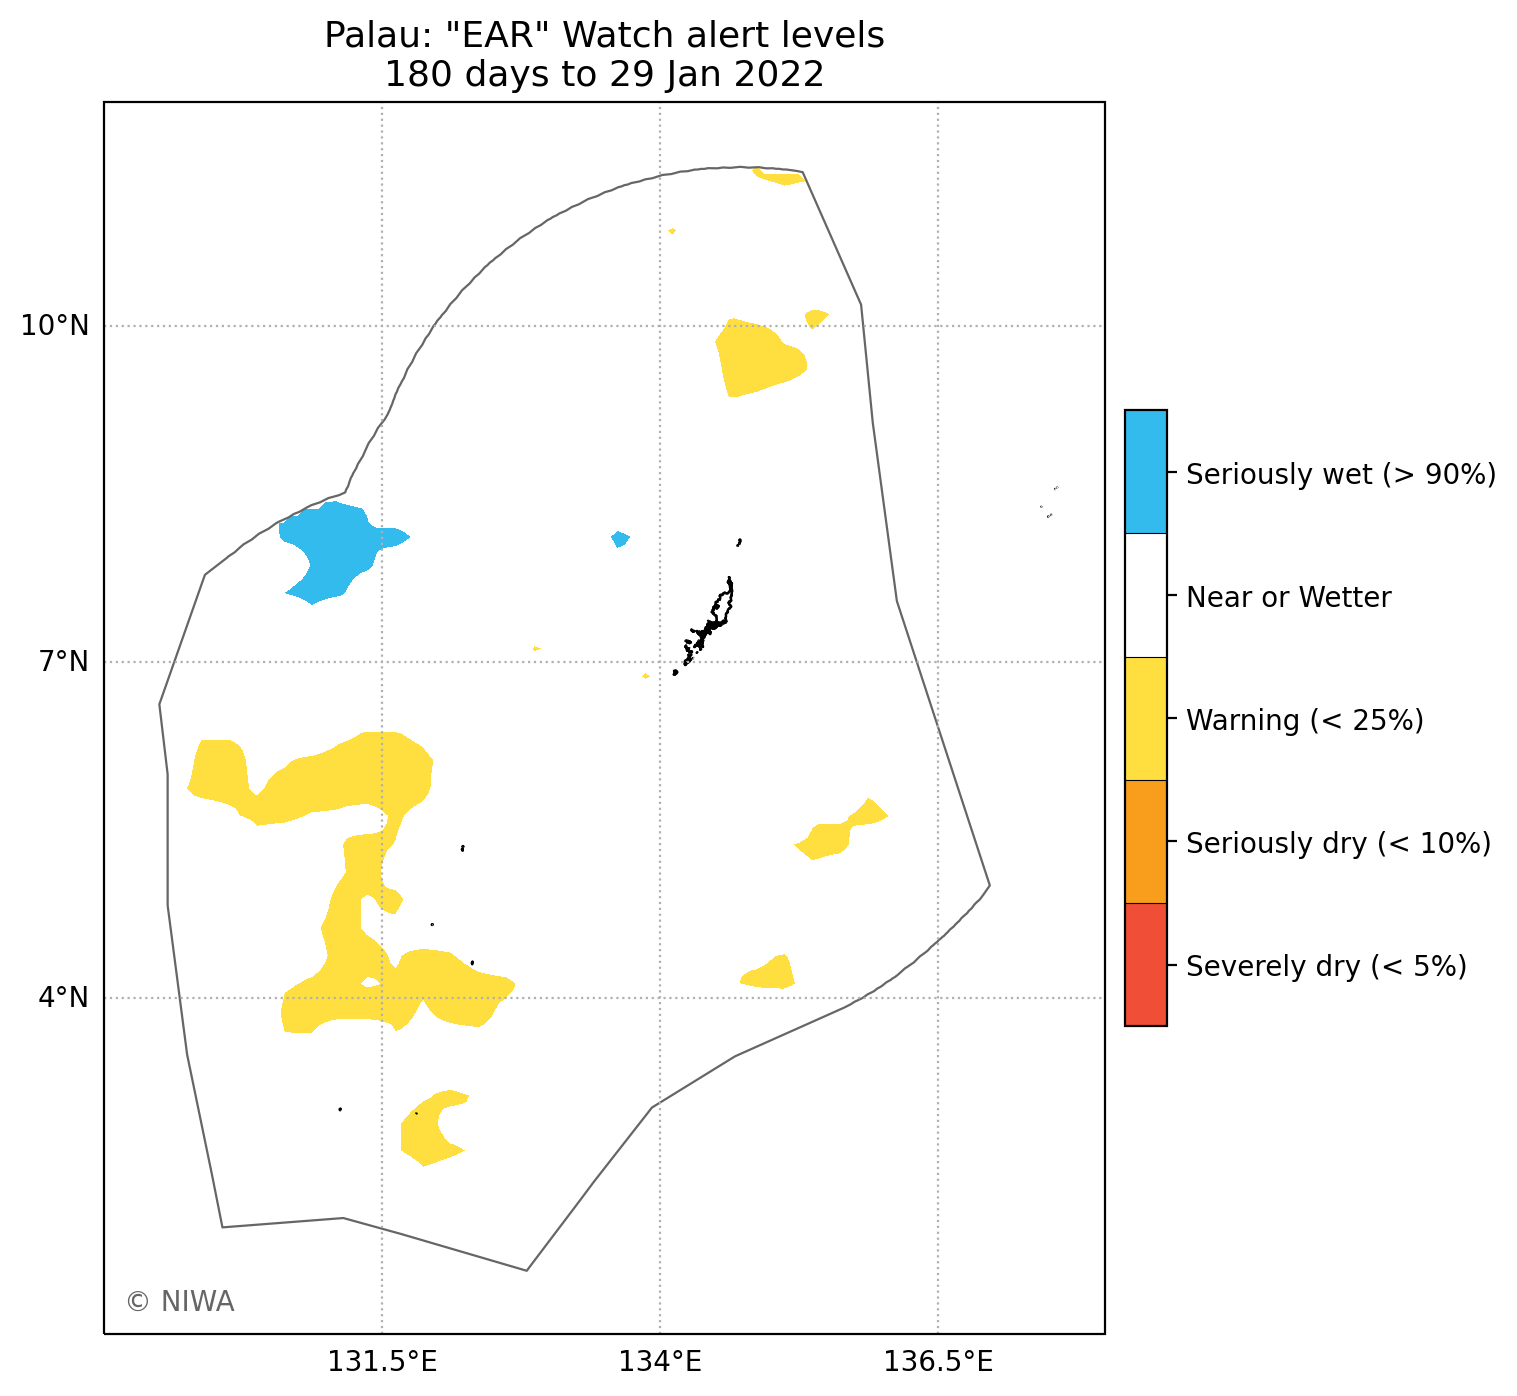 Palau: "EAR" Watch alert levels
180 days to 29 Jan 2022
10°N
7°N
4°N
131.5°E
134°E
136.5°E
Seriously wet (> 90%)
Near or Wetter
Warning (< 25%)
Seriously dry (< 10%)
Severely dry (< 5%)
© NIWA